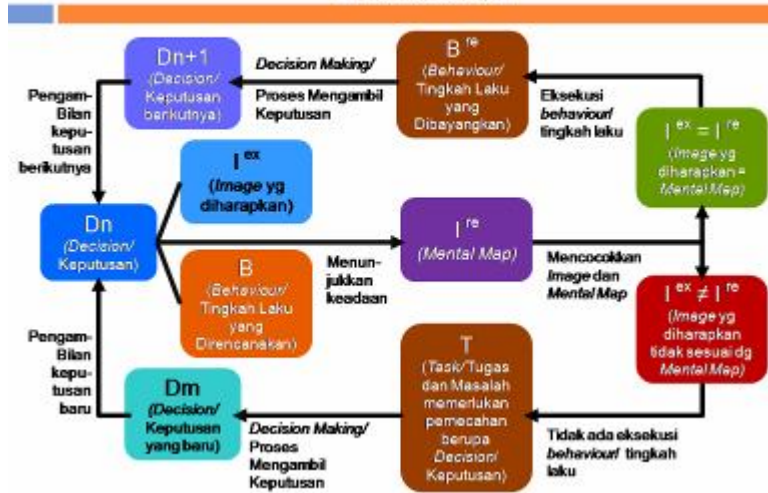 Dn+1
(Decision/
Keputusan
berikutnya)
Decision Making/
Proses Mengambil
Keputusan
B re
(Behaviour/
Tingkah Laku
yang
Dibayangkan)
Eksekusi
behaviour/
tingkah laku
I ex = I re
(Image yg
diharapkan =
Mental Map)
Pengam-
Bilan
kepu-
tusan
berikutnya
I ex
(Image yg
diharapkan)
Dn
(Decision/
Keputusan)
B
(Behaviour/
Tingkah Laku
yang
Direncanakan)
Menun-
jukkan
keadaan
I re
(Mental Map)
Mencocokkan
Image dan
Mental Map
I ex ≠ I re
(Image yg
diharapkan
tidak sesuai dg
Mental Map)
Pengam-
Bilan
kepu-
tusan
baru
Dm
(Decision/
Keputusan
yang baru)
Decision Making/
Proses
Mengambil
Keputusan
T
(Task/Tugas
dan Masalah
memerlukan
pemecahan
berupa
Decision/
Keputusan)
Tidak ada eksekusi
behaviour/ tingkah
laku